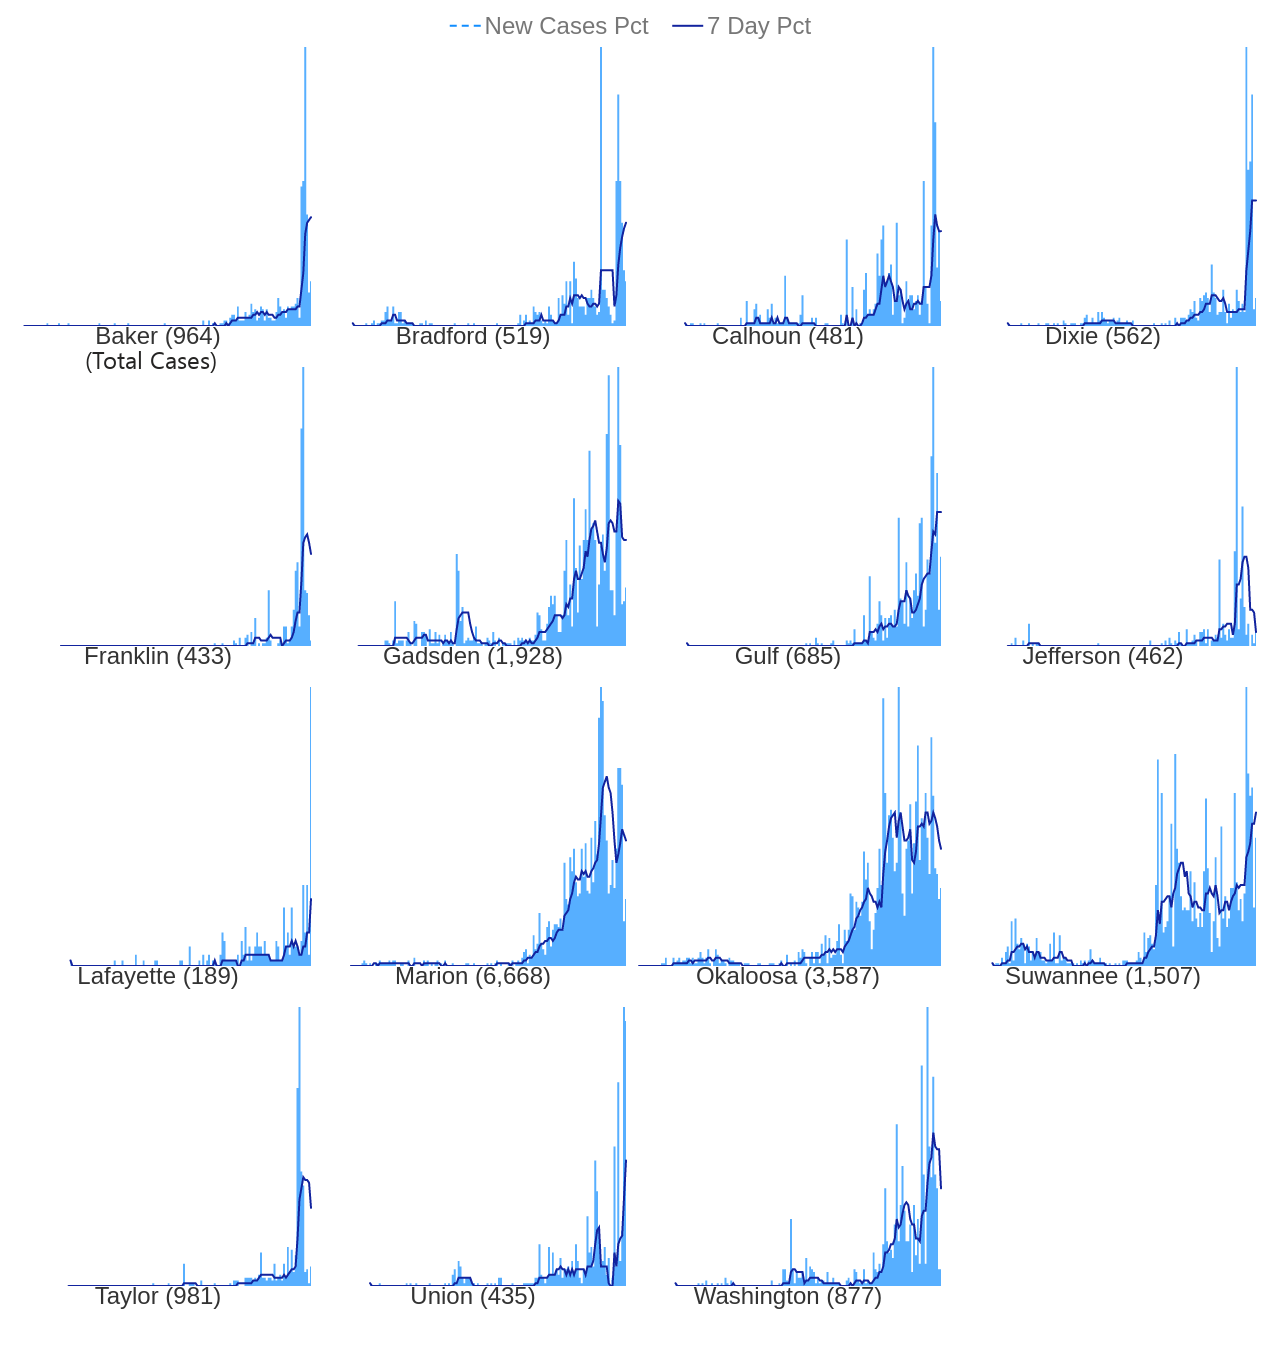 New Cases Pct 7 Day Pct
Baker (964) Bradford (519) Calhoun (481) Dixie (562)
(Total Cases)
Franklin (433) Gadsden (1,928) Gulf (685) Jefferson (462)
Lafayette (189) Marion (6,668) Okaloosa (3,587) Suwannee (1,507)
Taylor (981) Union (435) Washington (877)